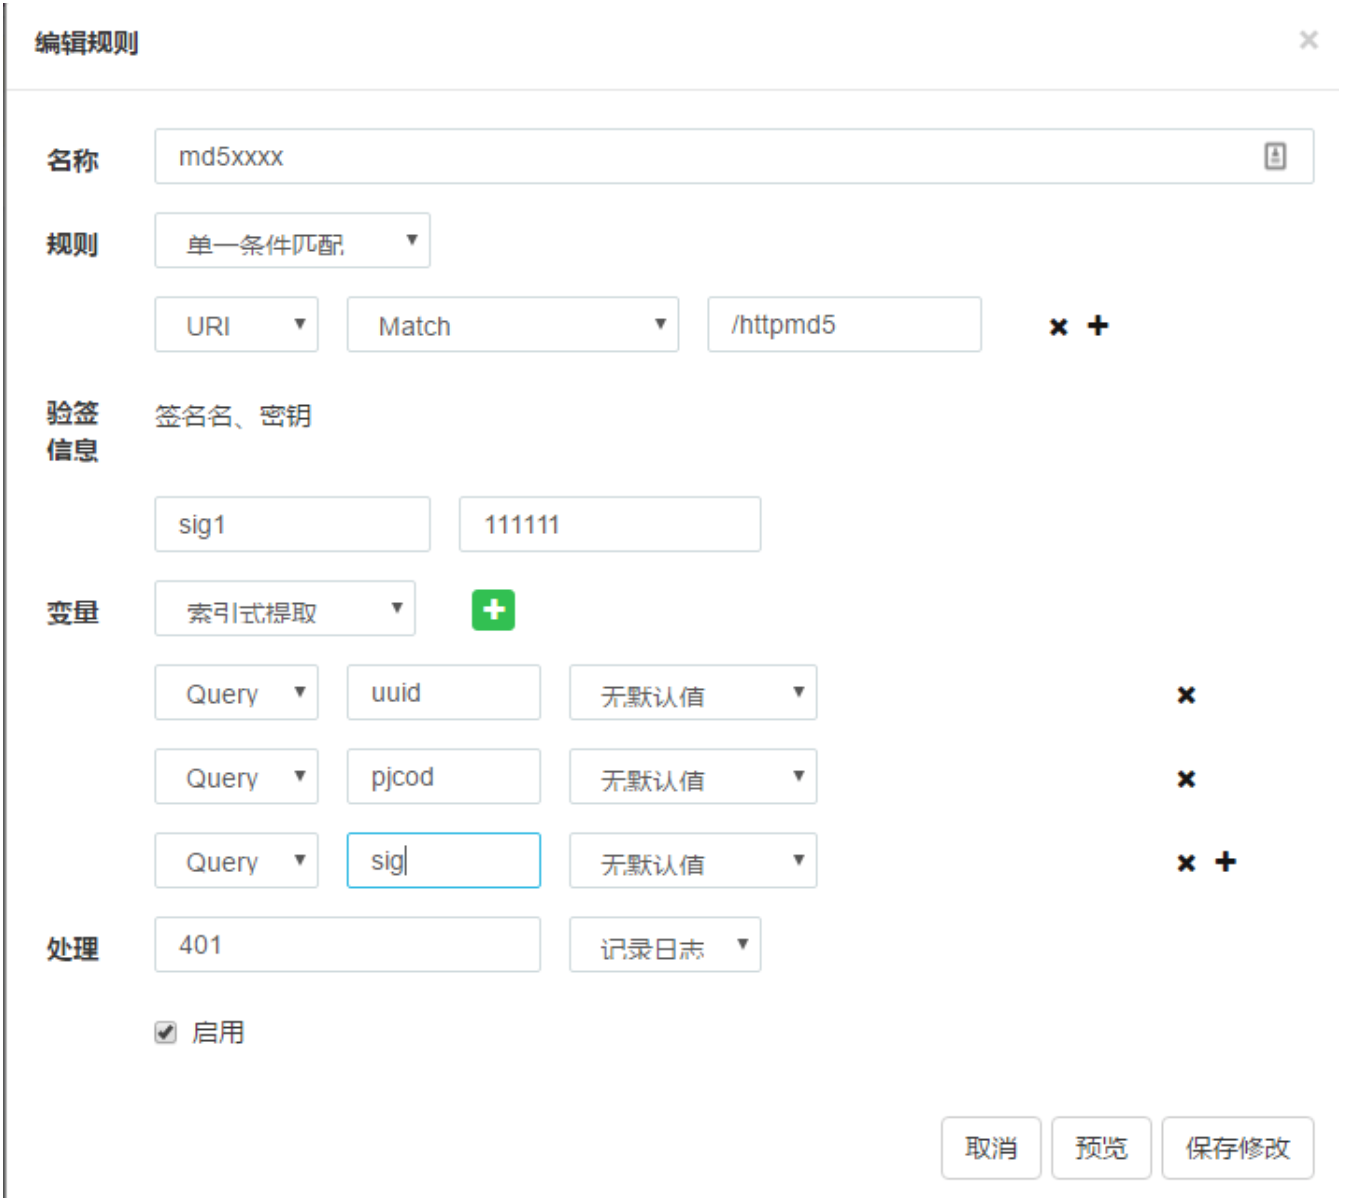 编辑规则 ×
名称 md5xxxx
规则 单一条件匹配
URI Match /httpmd5
验签
信息 签名名、密钥
sig1 111111
变量 索引式提取
Query uuid 无默认值
Query pjcod 无默认值
Query sig 无默认值
处理 401 记录日志
启用
取消 预览 保存修改